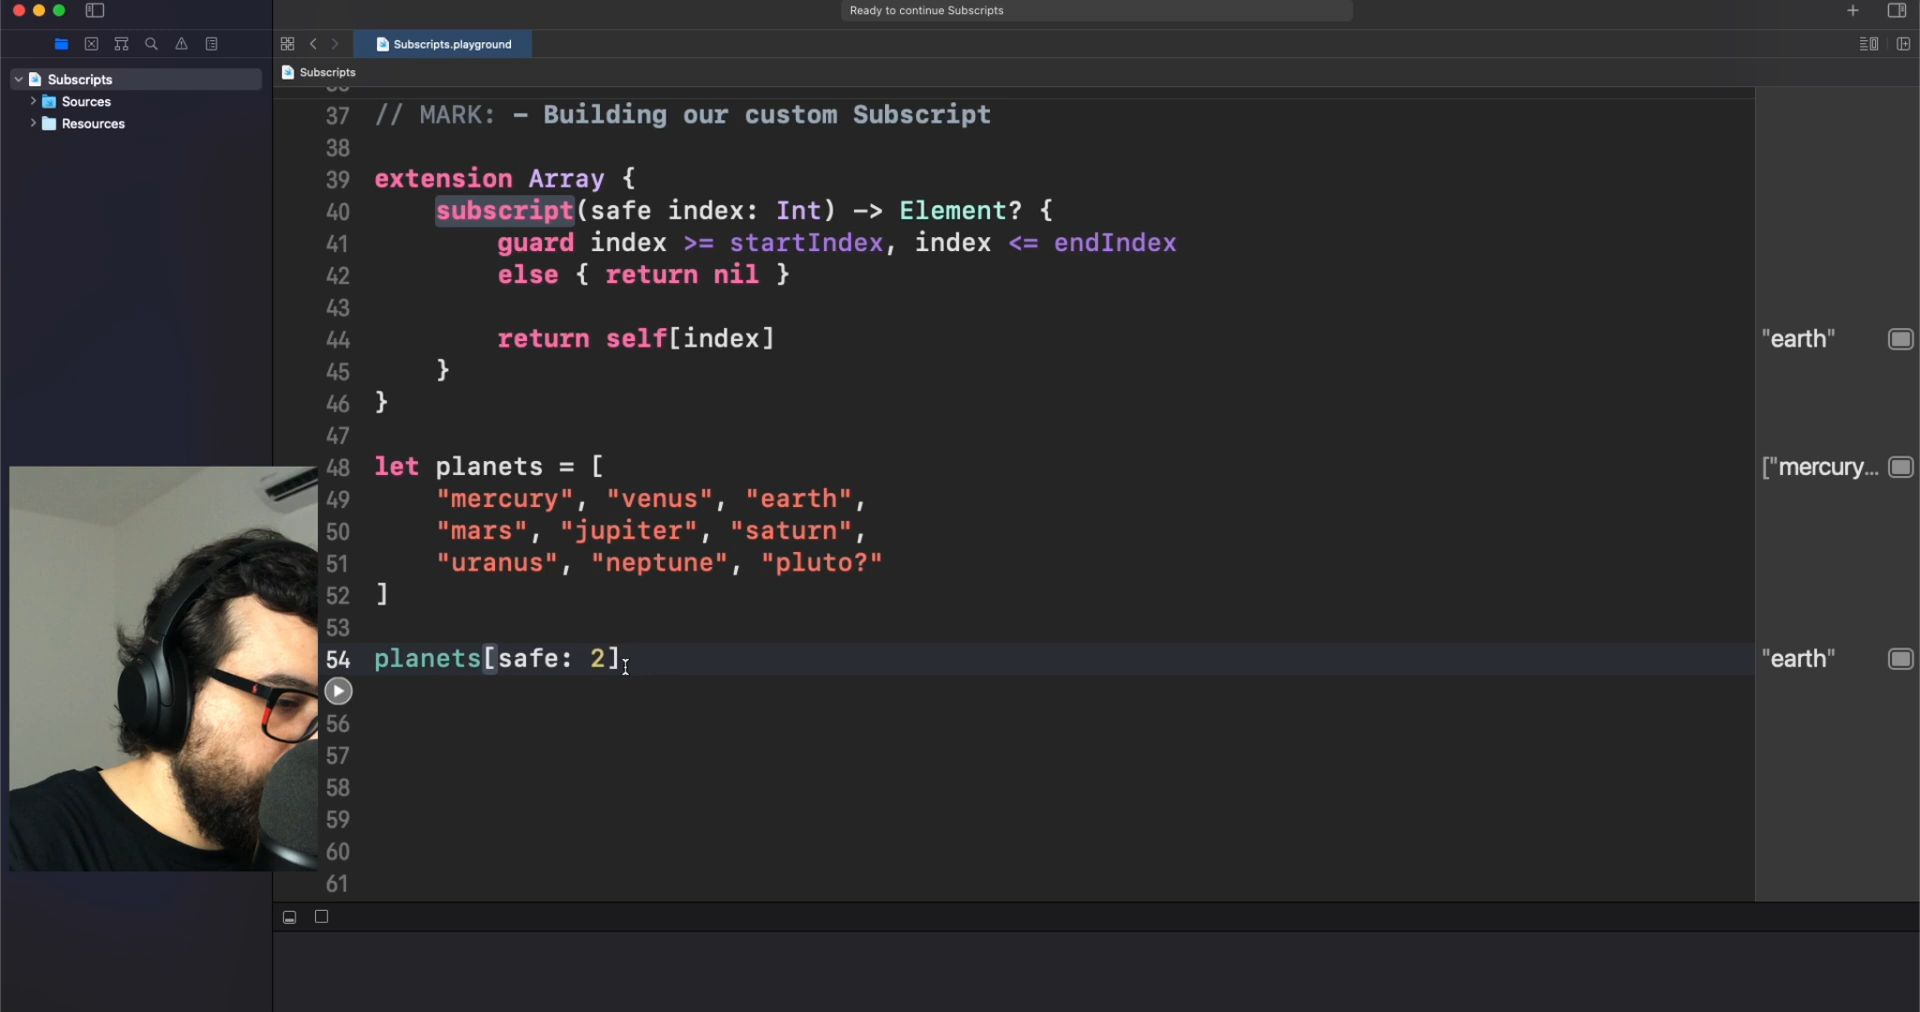 Ready to continue Subscripts
Subscripts.playground
Subscripts
Subscripts
Sources
Resources
37 // MARK: - Building our custom Subscript
38
39 extension Array {
40 subscript(safe index: Int) -> Element? {
41 guard index >= startIndex, index <= endIndex
42 else { return nil }
43
44 return self[index]
"earth"
45 }
46 }
47
48 let planets = [
["mercury...
49 "mercury", "venus", "earth",
50 "mars", "jupiter", "saturn",
51 "uranus", "neptune", "pluto?"
52 ]
53
54 planets[safe: 2]
"earth"
56
57
58
59
60
61